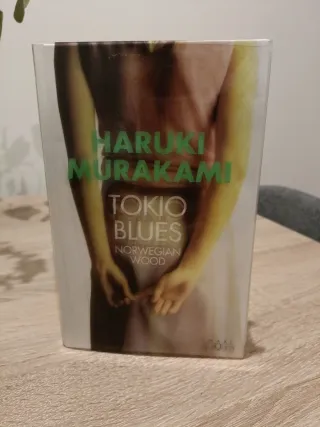 HARUKI
MURAKAMI
TOKIO
BLUES
NORWEGIAN
WOOD